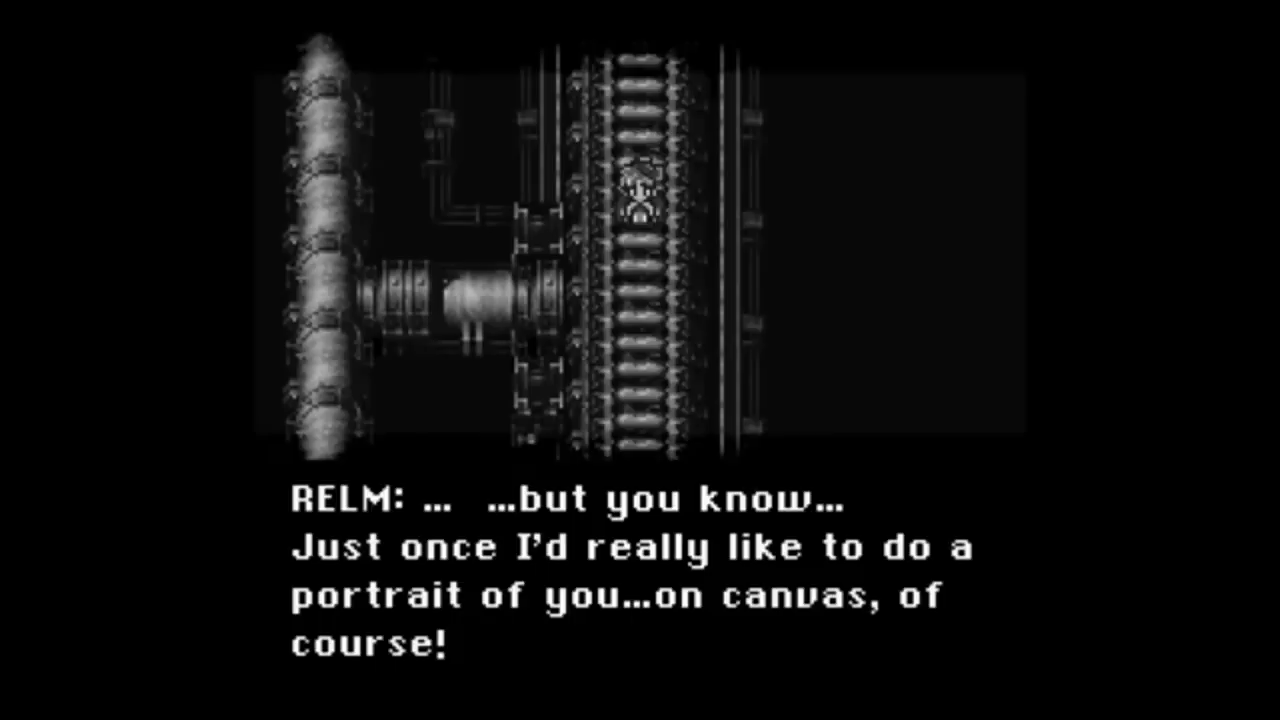 RELM: …  …but you know…
Just once I'd really like to do a
portrait of you…on canvas, of
course!